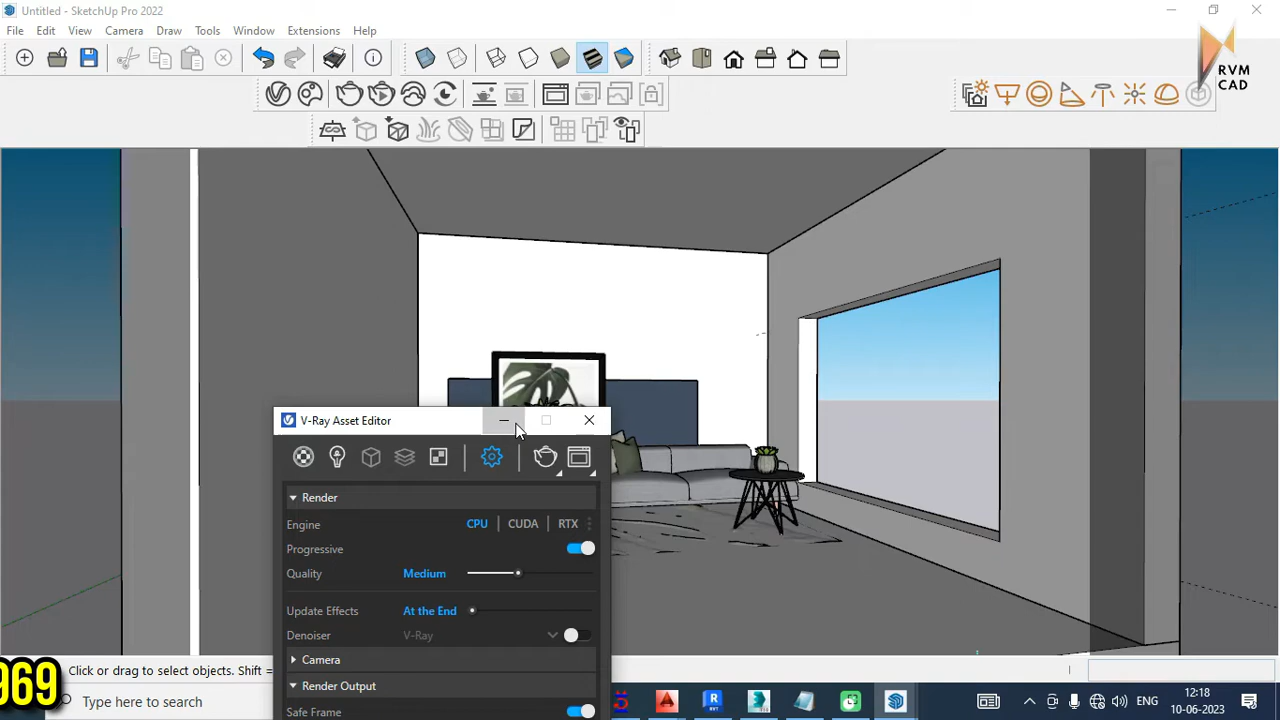 Untitled - SketchUp Pro 2022
File Edit View Camera Draw Tools Window Extensions Help
RVM
CAD
V-Ray Asset Editor
Render
Engine CPU CUDA RTX
Progressive
Quality Medium
Update Effects At the End
Denoiser V-Ray
Camera
Render Output
Safe Frame
969
Click or drag to select objects. Shift =
Type here to search
ENG
12:18
10-06-2023